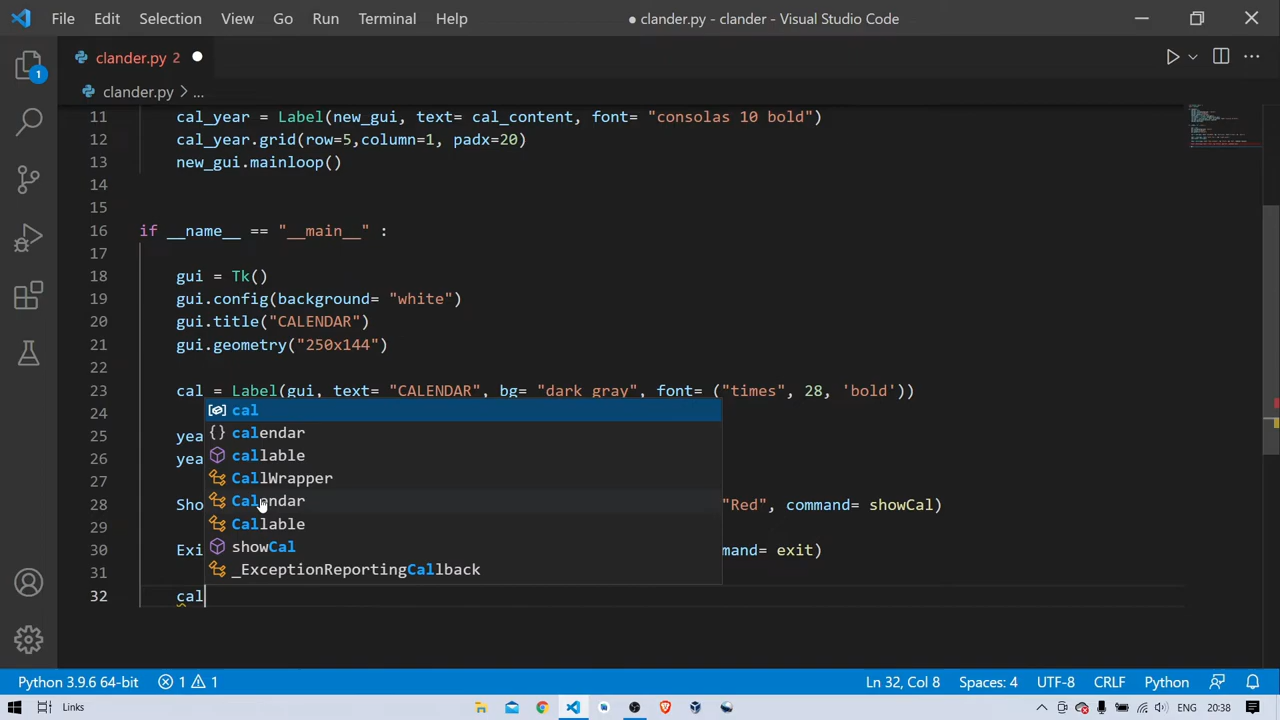 File Edit Selection View Go Run Terminal Help ● clander.py - clander - Visual Studio Code
clander.py 2 ●
clander.py > ...
1
11 cal_year = Label(new_gui, text= cal_content, font= "consolas 10 bold")
12 cal_year.grid(row=5,column=1, padx=20)
13 new_gui.mainloop()
14
15
16 if __name__ == "__main__" :
17
18 gui = Tk()
19 gui.config(background= "white")
20 gui.title("CALENDAR")
21 gui.geometry("250x144")
22
23 cal = Label(gui, text= "CALENDAR", bg= "dark gray", font= ("times", 28, 'bold'))
24 cal
25 yea calendar
callable
26 yea CallWrapper
27 Calendar
28 Sho "Red", command= showCal)
29 Callable
30 Exi showCal mand= exit)
31 _ExceptionReportingCallback
32 cal
Python 3.9.6 64-bit 1 1 Ln 32, Col 8 Spaces: 4 UTF-8 CRLF Python
Links ENG 20:38